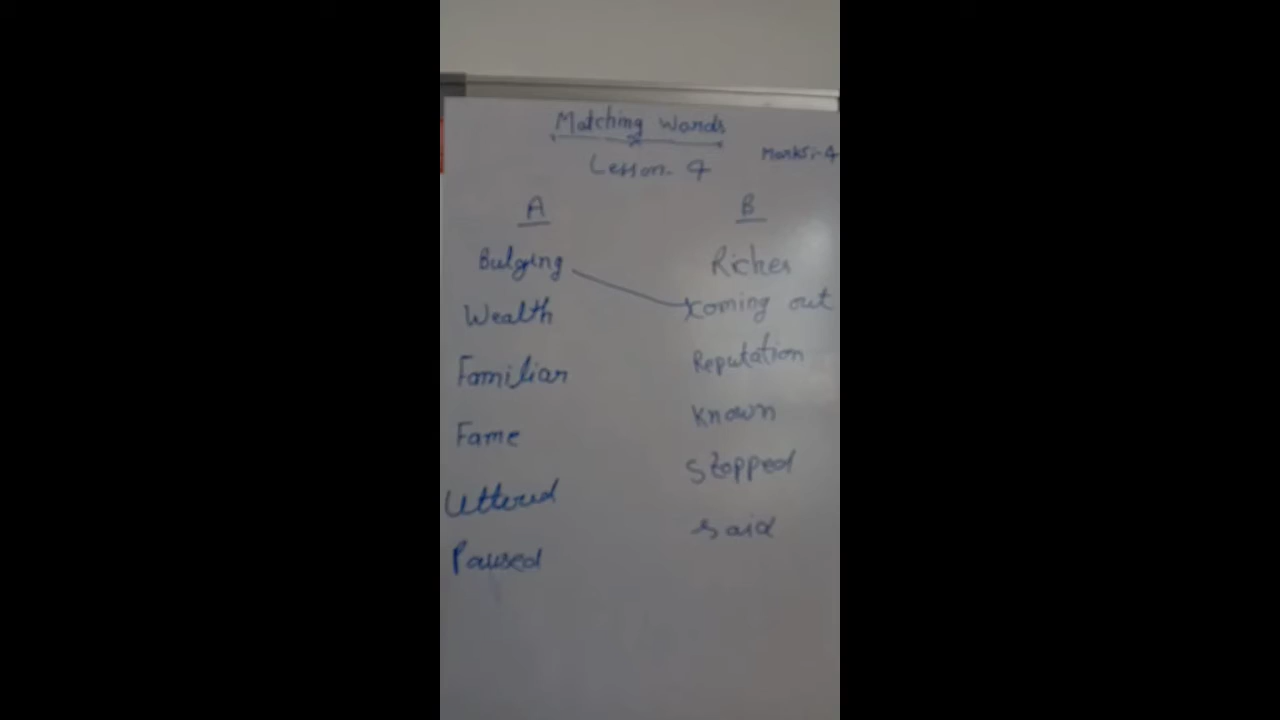 Matching Words
Marks:-4
Lesson-4
A B
Bulging Riches
Wealth Coming out
Familiar Reputation
Fame Known
Uttered Stopped
Paused Said